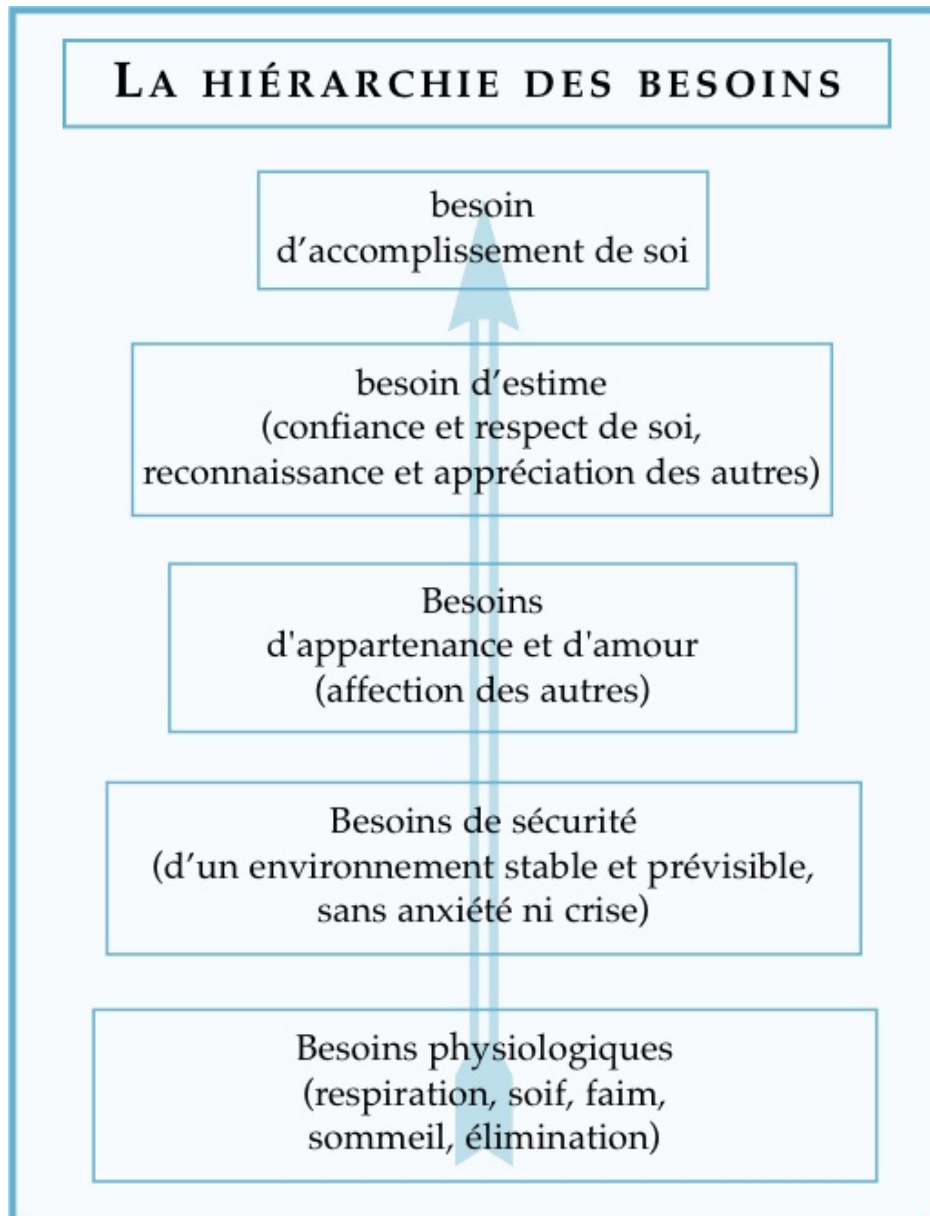 LA HIÉRARCHIE DES BESOINS
besoin
d’accomplissement de soi
besoin d’estime
(confiance et respect de soi,
reconnaissance et appréciation des autres)
Besoins
d'appartenance et d'amour
(affection des autres)
Besoins de sécurité
(d’un environnement stable et prévisible,
sans anxiété ni crise)
Besoins physiologiques
(respiration, soif, faim,
sommeil, élimination)